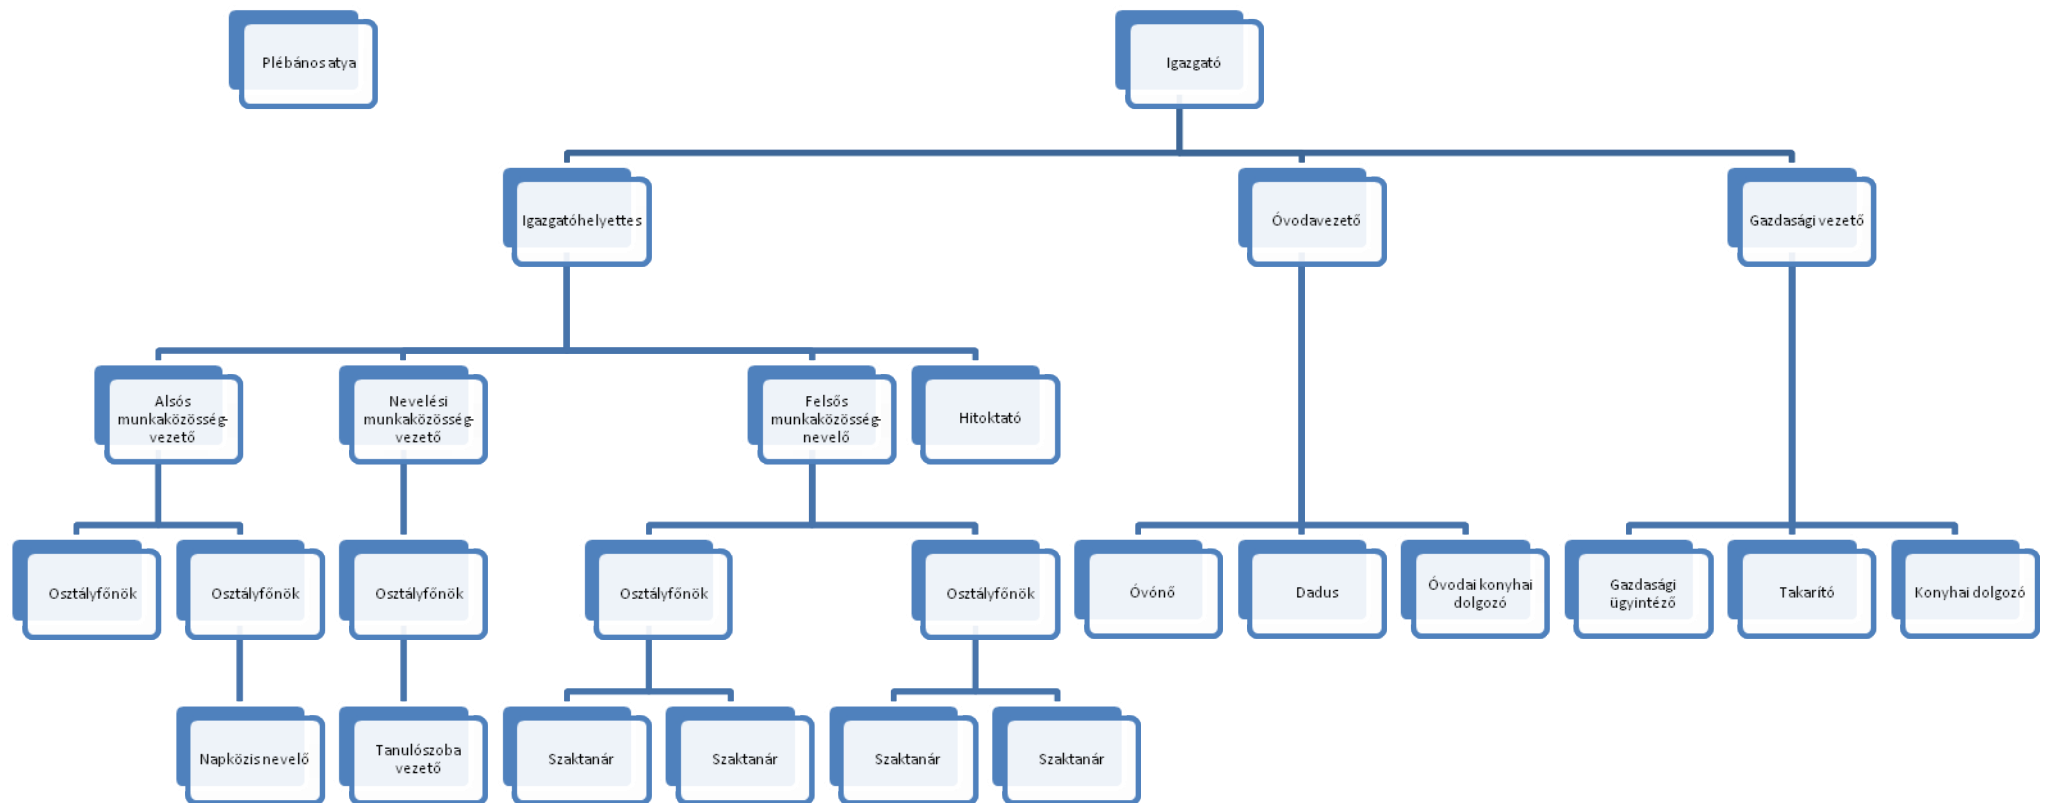 Plébános atya
Igazgató
Igazgatóhelyettes
Óvodavezető
Gazdasági vezető
Alsós
munkaközösség-
vezető
Nevelési
munkaközösség-
vezető
Felsős
munkaközösség-
nevelő
Hitoktató
Osztályfőnök
Osztályfőnök
Osztályfőnök
Osztályfőnök
Osztályfőnök
Óvónő
Dadus
Óvodai konyhai
dolgozó
Gazdasági
ügyintéző
Takarító
Konyhai dolgozó
Napközis nevelő
Tanulószoba
vezető
Szaktanár
Szaktanár
Szaktanár
Szaktanár